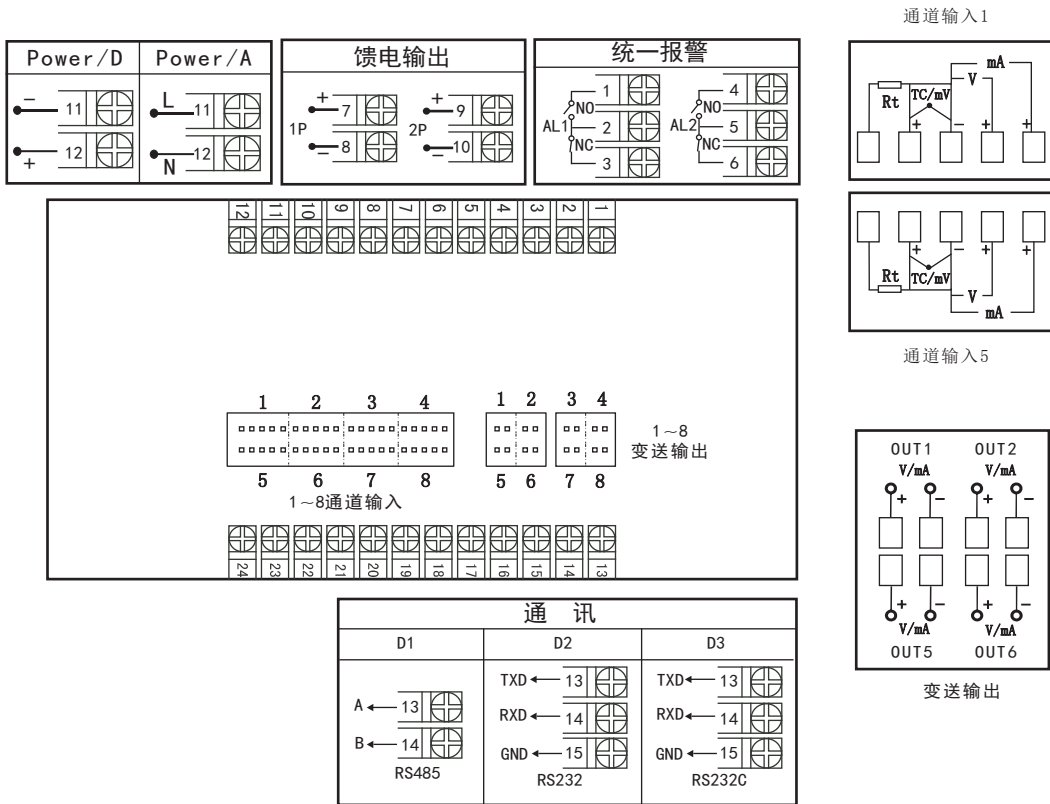 通道输入1
Power/D Power/A
馈电输出
统一报警
－ 11
+ 12
L 11
N 12
1P
+ 7
－ 8
2P
+ 9
－ 10
AL1
NO
NC
1
2
3
AL2
NO
NC
4
5
6
Rt TC/mV V mA
+ － + +
12 11 10 9 8 7 6 5 4 3 2 1
+ － + +
Rt TC/mV V mA
通道输入5
1 2 3 4
5 6 7 8
1~8通道输入
1 2 3 4
5 6 7 8
1~8
变送输出
24 23 22 21 20 19 18 17 16 15 14 13
OUT1 OUT2
V/mA V/mA
+ － + －
+ － + －
V/mA V/mA
OUT5 OUT6
变送输出
通 讯
D1 D2 D3
A 13
B 14
RS485
TXD 13
RXD 14
GND 15
RS232
TXD 13
RXD 14
GND 15
RS232C